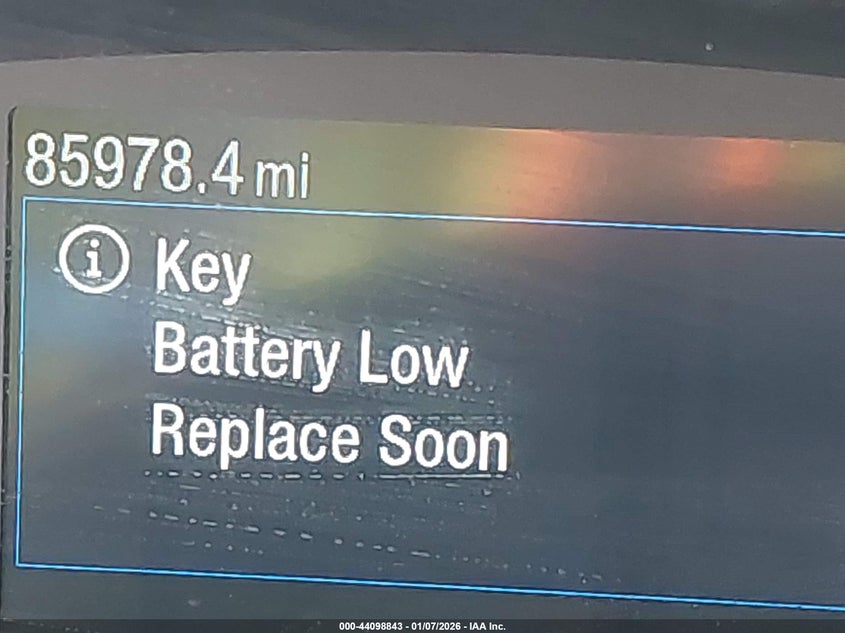 85978.4 mi
i Key
Battery Low
Replace Soon
000-44098843 - 01/07/2026 - IAA Inc.